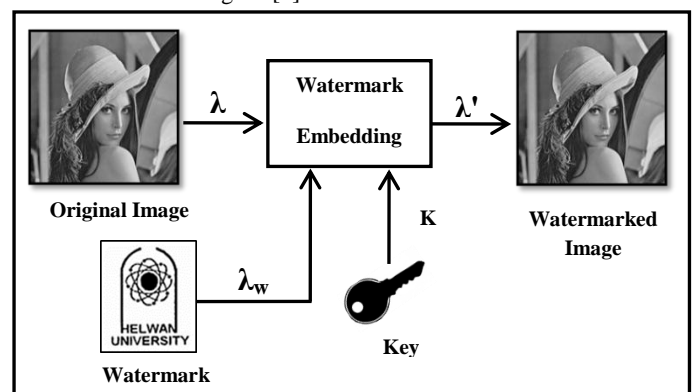 Watermark
Embedding
λ
λ'
Original Image
Watermarked
Image
K
λw
HELWAN
UNIVERSITY
Key
Watermark